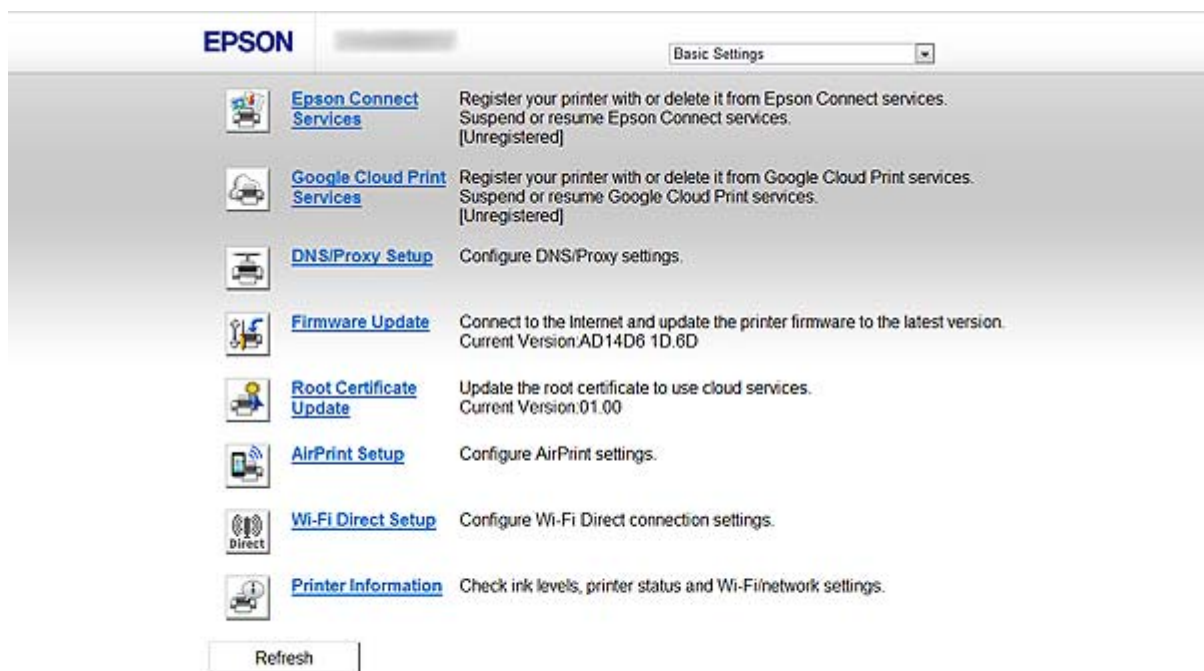 EPSON
Basic Settings
Epson Connect
Services
Register your printer with or delete it from Epson Connect services.
Suspend or resume Epson Connect services.
[Unregistered]
Google Cloud Print
Services
Register your printer with or delete it from Google Cloud Print services.
Suspend or resume Google Cloud Print services.
[Unregistered]
DNS/Proxy Setup
Configure DNS/Proxy settings.
Firmware Update
Connect to the Internet and update the printer firmware to the latest version.
Current Version:AD14D6 1D.6D
Root Certificate
Update
Update the root certificate to use cloud services.
Current Version:01.00
AirPrint Setup
Configure AirPrint settings.
Direct
Wi-Fi Direct Setup
Configure Wi-Fi Direct connection settings.
Printer Information
Check ink levels, printer status and Wi-Fi/network settings.
Refresh